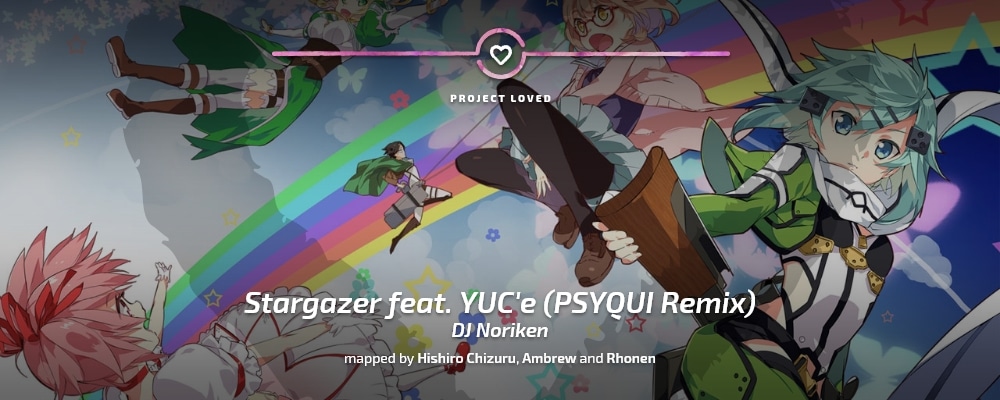 PROJECT LOVED
Stargazer feat. YUC'e (PSYQUI Remix)
DJ Noriken
mapped by Hishiro Chizuru, Ambrew and Rhonen